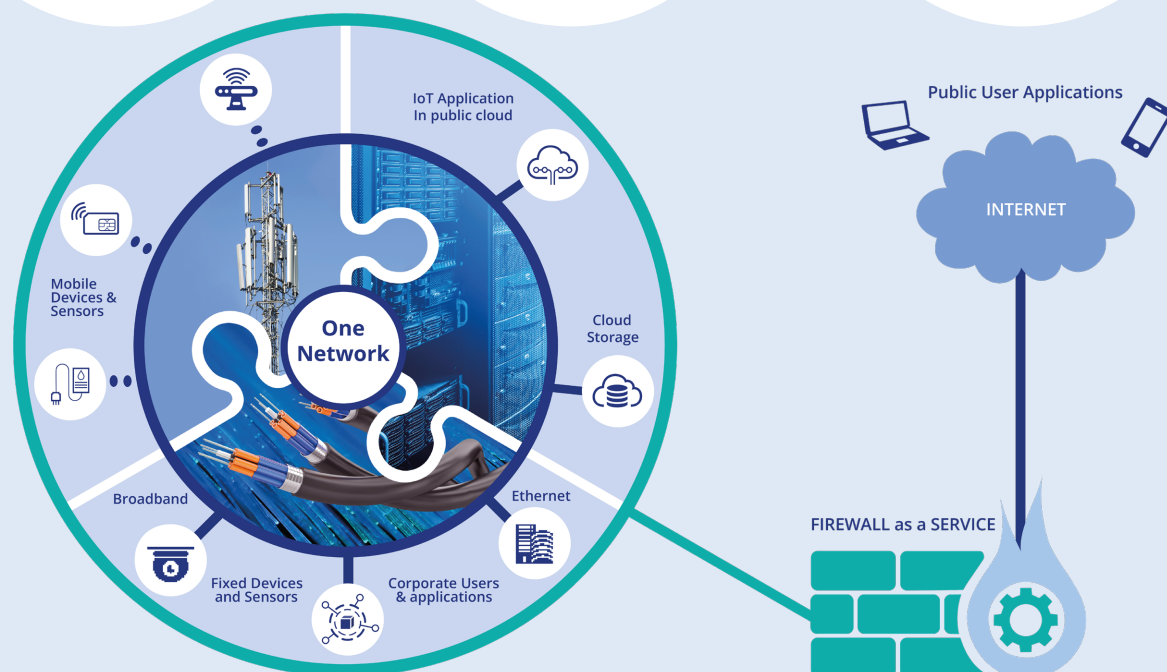 IoT Application
In public cloud
Public User Applications
INTERNET
Mobile
Devices &
Sensors
One
Network
Cloud
Storage
Broadband
Ethernet
Fixed Devices
and Sensors
Corporate Users
& applications
FIREWALL as a SERVICE